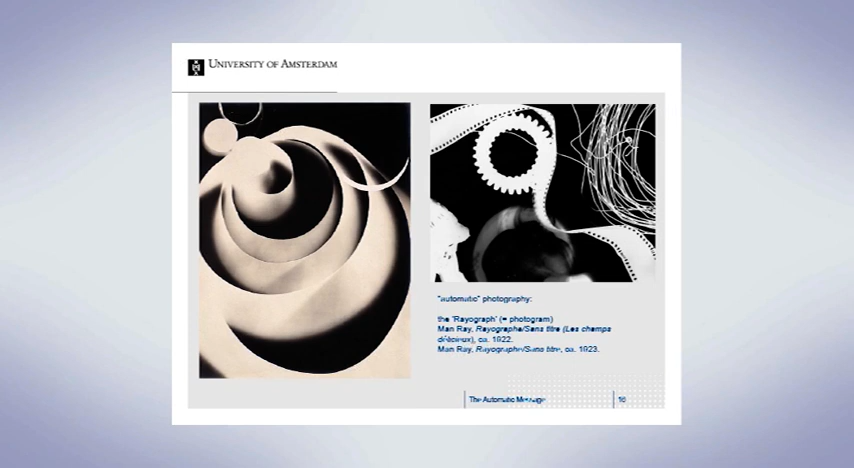 UNIVERSITY OF AMSTERDAM
"automatic" photography:
the 'Rayograph' (= photogram)
Man Ray, Rayographe/Sans titre (Les champs
délicieux), ca. 1922.
Man Ray, Rayographe/Sans titre, ca. 1923.
The Automatic Message
16